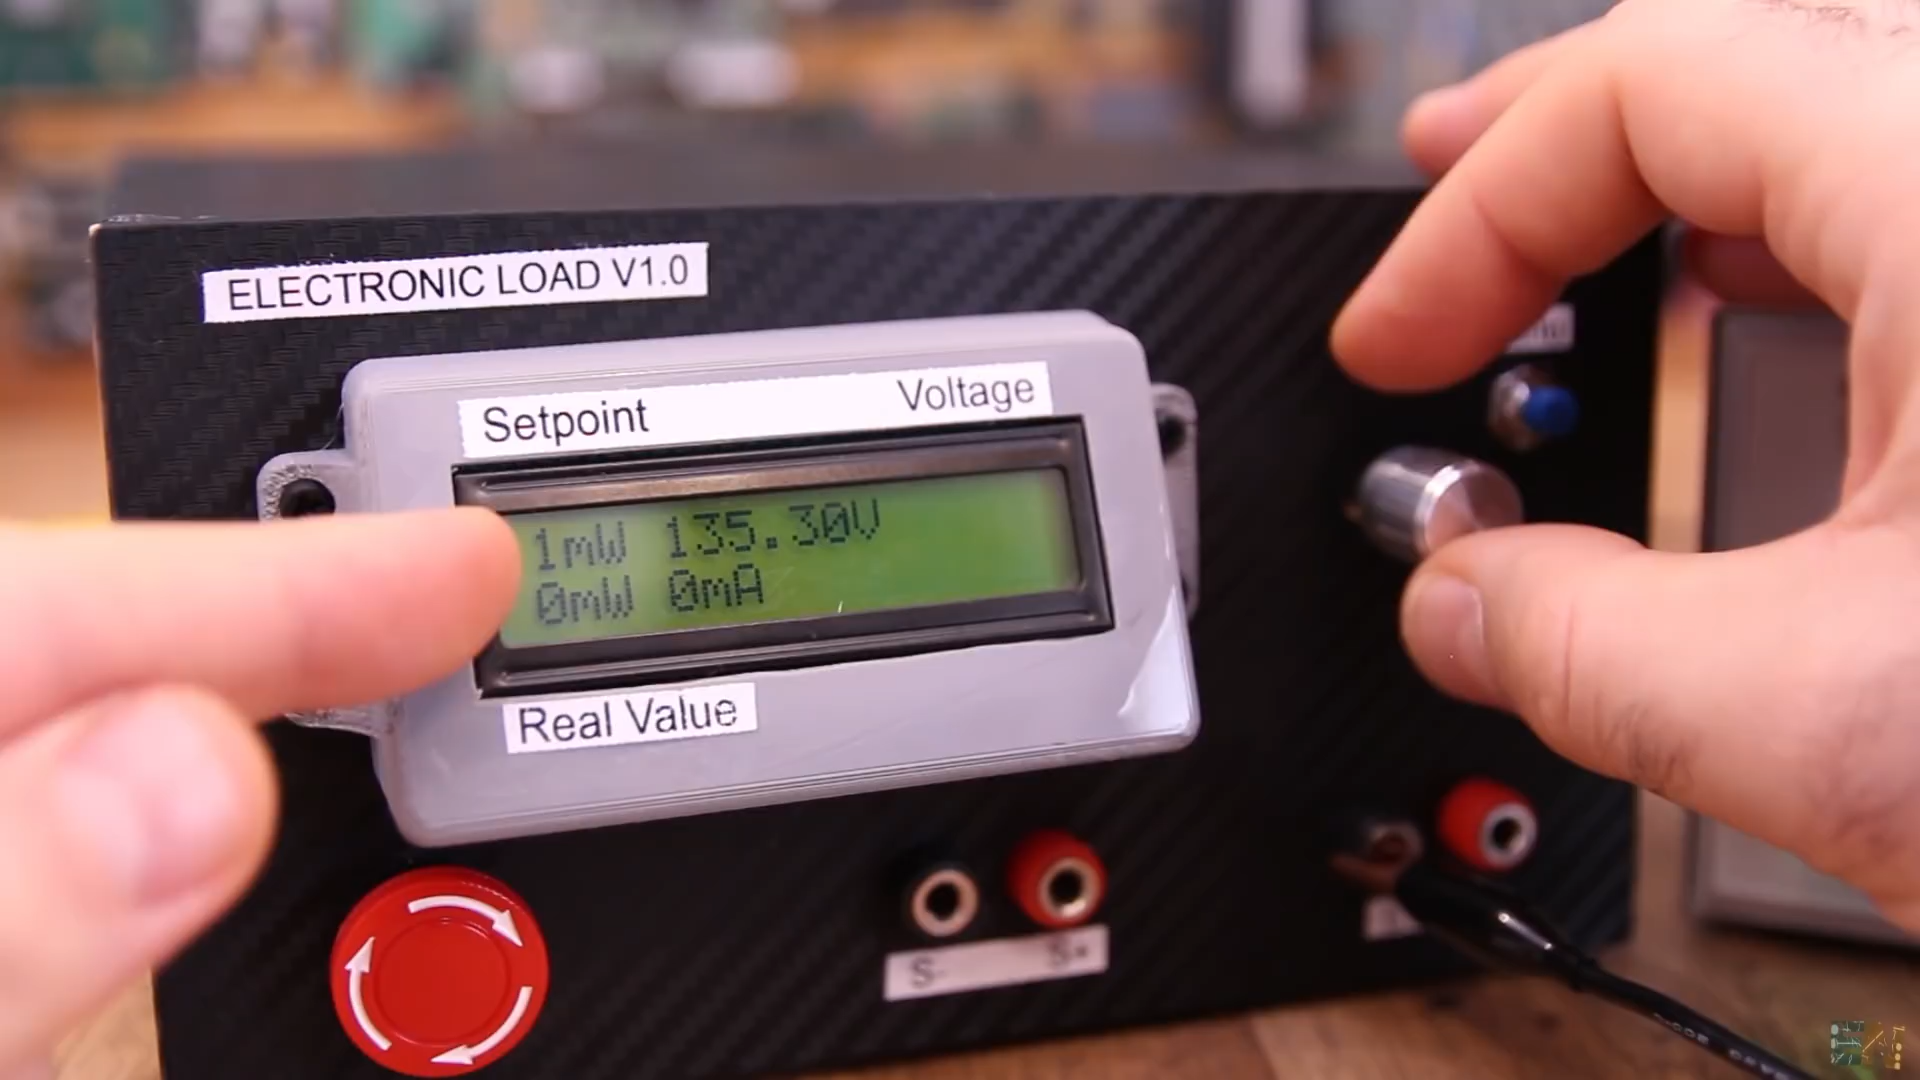 ELECTRONIC LOAD V1.0
Setpoint Voltage
1mW 135.30V
0mW 0mA
Real Value
S- S+